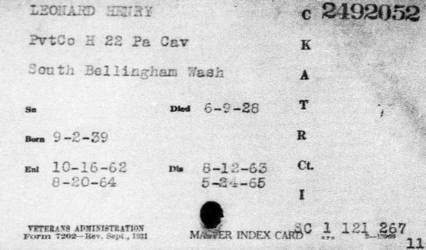 LEONARD HENRY C 2492052
PvtCo H 22 Pa Cav K
South Bellingham Wash A
Sn Died 6-9-28 T
Born 9-2-39 R
Enl 10-16-62 Dis 8-12-63 Ct.
8-20-64 5-24-65 I
SC 1 121 267
VETERANS ADMINISTRATION
Form 7202—Rev. Sept., 1931 MASTER INDEX CARD
11